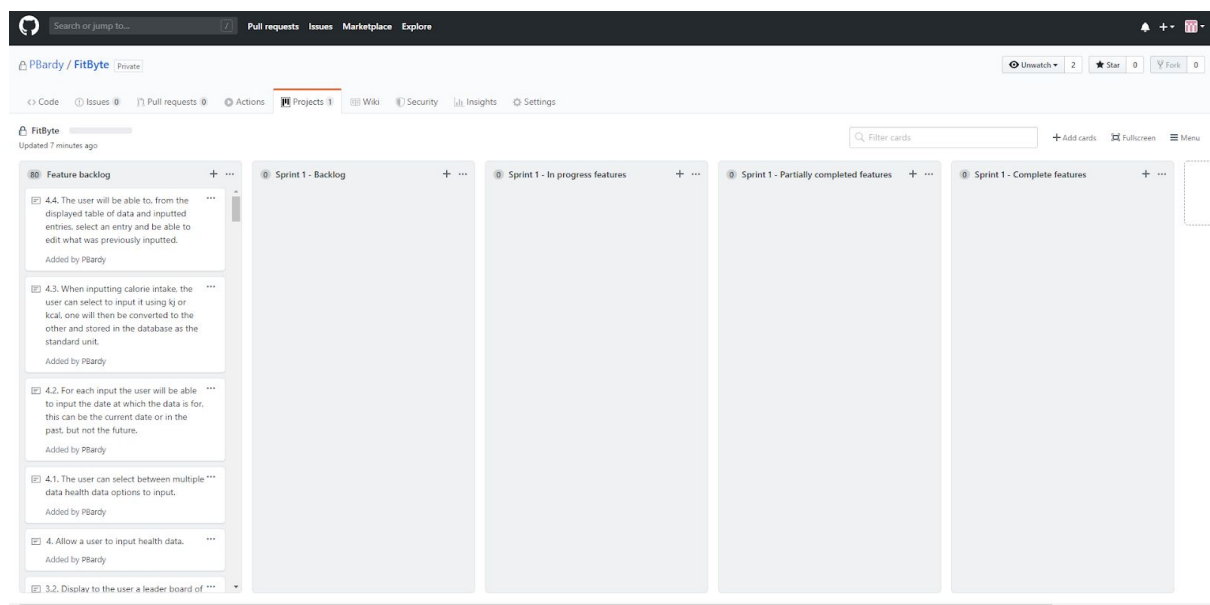 Search or jump to... / Pull requests Issues Marketplace Explore
PBardy / FitByte Private
Unwatch 2 Star 0 Fork 0
Code Issues 0 Pull requests 0 Actions Projects 1 Wiki Security Insights Settings
FitByte
Updated 7 minutes ago
Filter cards
Add cards Fullscreen Menu
80 Feature backlog
4.4. The user will be able to, from the
displayed table of data and inputted
entries, select an entry and be able to
edit what was previously inputted.
Added by PBardy
4.3. When inputting calorie intake, the
user can select to input it using kj or
kcal, one will then be converted to the
other and stored in the database as the
standard unit.
Added by PBardy
4.2. For each input the user will be able
to input the date at which the data is for,
this can be the current date or in the
past, but not the future.
Added by PBardy
4.1. The user can select between multiple
data health data options to input.
Added by PBardy
4. Allow a user to input health data.
Added by PBardy
3.2. Display to the user a leader board of
0 Sprint 1 - Backlog
0 Sprint 1 - In progress features
0 Sprint 1 - Partially completed features
0 Sprint 1 - Complete features